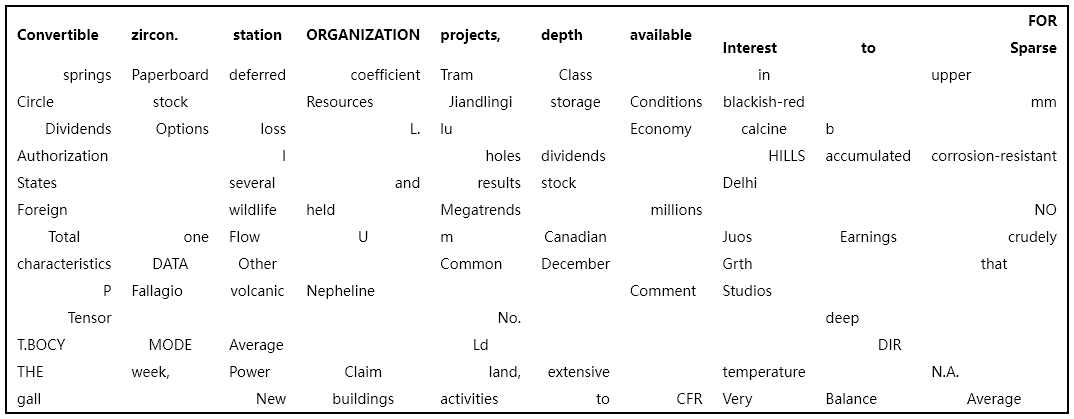 Convertible zircon. station ORGANIZATION projects, depth available Interest to FOR Sparse
springs Paperboard deferred coefficient Tram Class in upper
Circle stock Resources Jiandlingi storage Conditions blackish-red mm
Dividends Options loss L. lu Economy calcine b
Authorization l holes dividends HILLS accumulated corrosion-resistant
States several and results stock Delhi
Foreign wildlife held Megatrends millions NO
Total one Flow U m Canadian Juos Earnings crudely
characteristics DATA Other Common December Grth that
P Fallagio volcanic Nepheline Comment Studios
Tensor No. deep
T.BOCY MODE Average Ld DIR
THE week, Power Claim land, extensive temperature N.A.
gall New buildings activities to CFR Very Balance Average